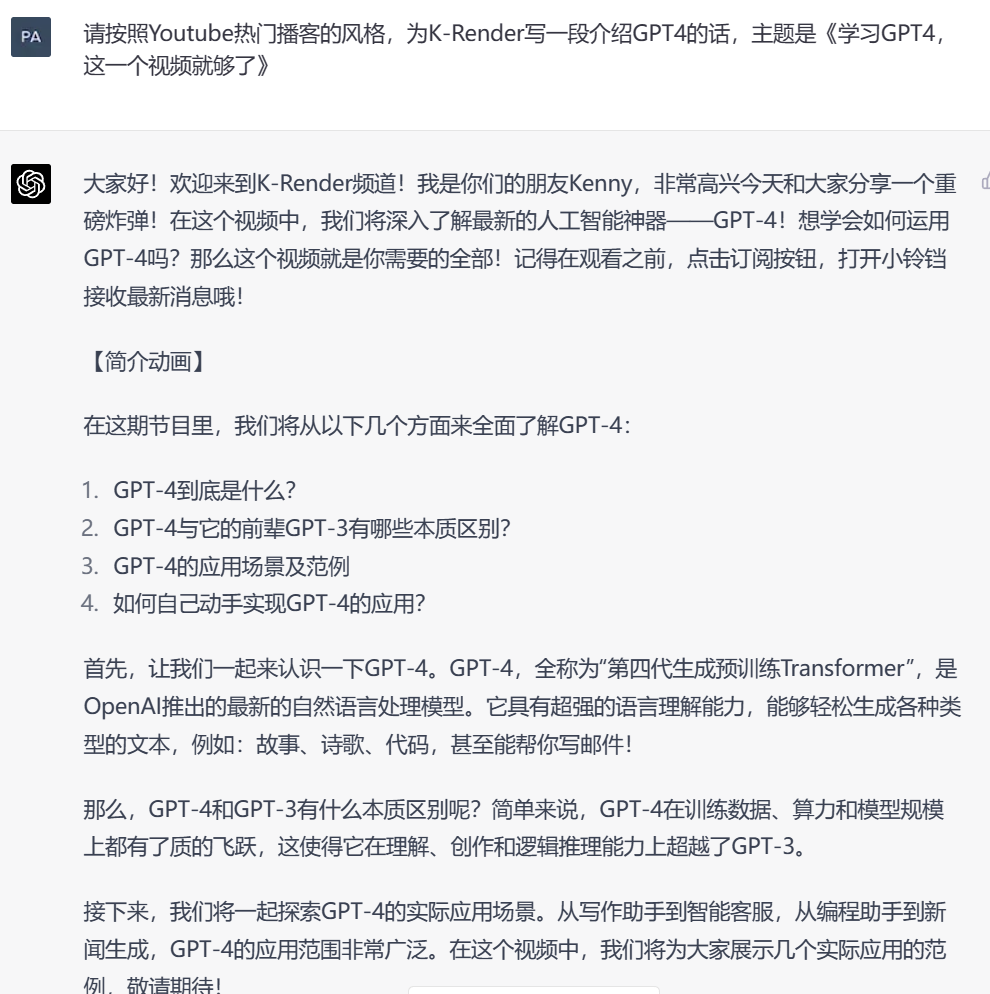 PA
请按照Youtube热门播客的风格，为K-Render写一段介绍GPT4的话，主题是《学习GPT4，
这一个视频就够了》
大家好！欢迎来到K-Render频道！我是你们的朋友Kenny，非常高兴今天和大家分享一个重
磅炸弹！在这个视频中，我们将深入了解最新的人工智能神器——GPT-4！想学会如何运用
GPT-4吗？那么这个视频就是你需要的全部！记得在观看之前，点击订阅按钮，打开小铃铛
接收最新消息哦！
【简介动画】
在这期节目里，我们将从以下几个方面来全面了解GPT-4：
1. GPT-4到底是什么？
2. GPT-4与它的前辈GPT-3有哪些本质区别？
3. GPT-4的应用场景及范例
4. 如何自己动手实现GPT-4的应用？
首先，让我们一起来认识一下GPT-4。GPT-4，全称为“第四代生成预训练Transformer”，是
OpenAI推出的最新的自然语言处理模型。它具有超强的语言理解能力，能够轻松生成各种类
型的文本，例如：故事、诗歌、代码，甚至能帮你写邮件！
那么，GPT-4和GPT-3有什么本质区别呢？简单来说，GPT-4在训练数据、算力和模型规模
上都有了质的飞跃，这使得它在理解、创作和逻辑推理能力上超越了GPT-3。
接下来，我们将一起探索GPT-4的实际应用场景。从写作助手到智能客服，从编程助手到新
闻生成，GPT-4的应用范围非常广泛。在这个视频中，我们将为大家展示几个实际应用的范
例，敬请期待！